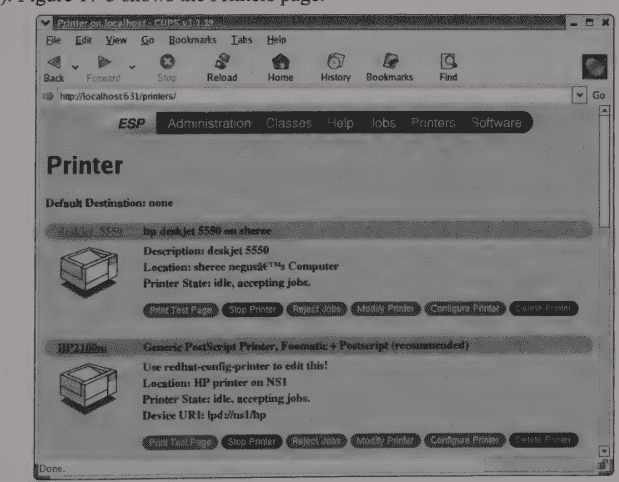 ). Figure 17-3 shows the Printers page.
Printer on localhost - CUPS v1.1.19
File Edit View Go Bookmarks Tabs Help
Back Forward Stop Reload Home History Bookmarks Find
http://localhost:631/printers/ Go
ESP Administration Classes Help Jobs Printers Software
Printer
Default Destination: none
deskjet_5550 hp deskjet 5550 on sheree
Description: deskjet 5550
Location: sheree negusâ€™s Computer
Printer State: idle, accepting jobs.
Print Test Page Stop Printer Reject Jobs Modify Printer Configure Printer Delete Printer
HP2100m Generic PostScript Printer, Foomatic + Postscript (recommended)
Use redhat-config-printer to edit this!
Location: HP printer on NS1
Printer State: idle, accepting jobs.
Device URI: lpd://ns1/hp
Print Test Page Stop Printer Reject Jobs Modify Printer Configure Printer Delete Printer
Done.